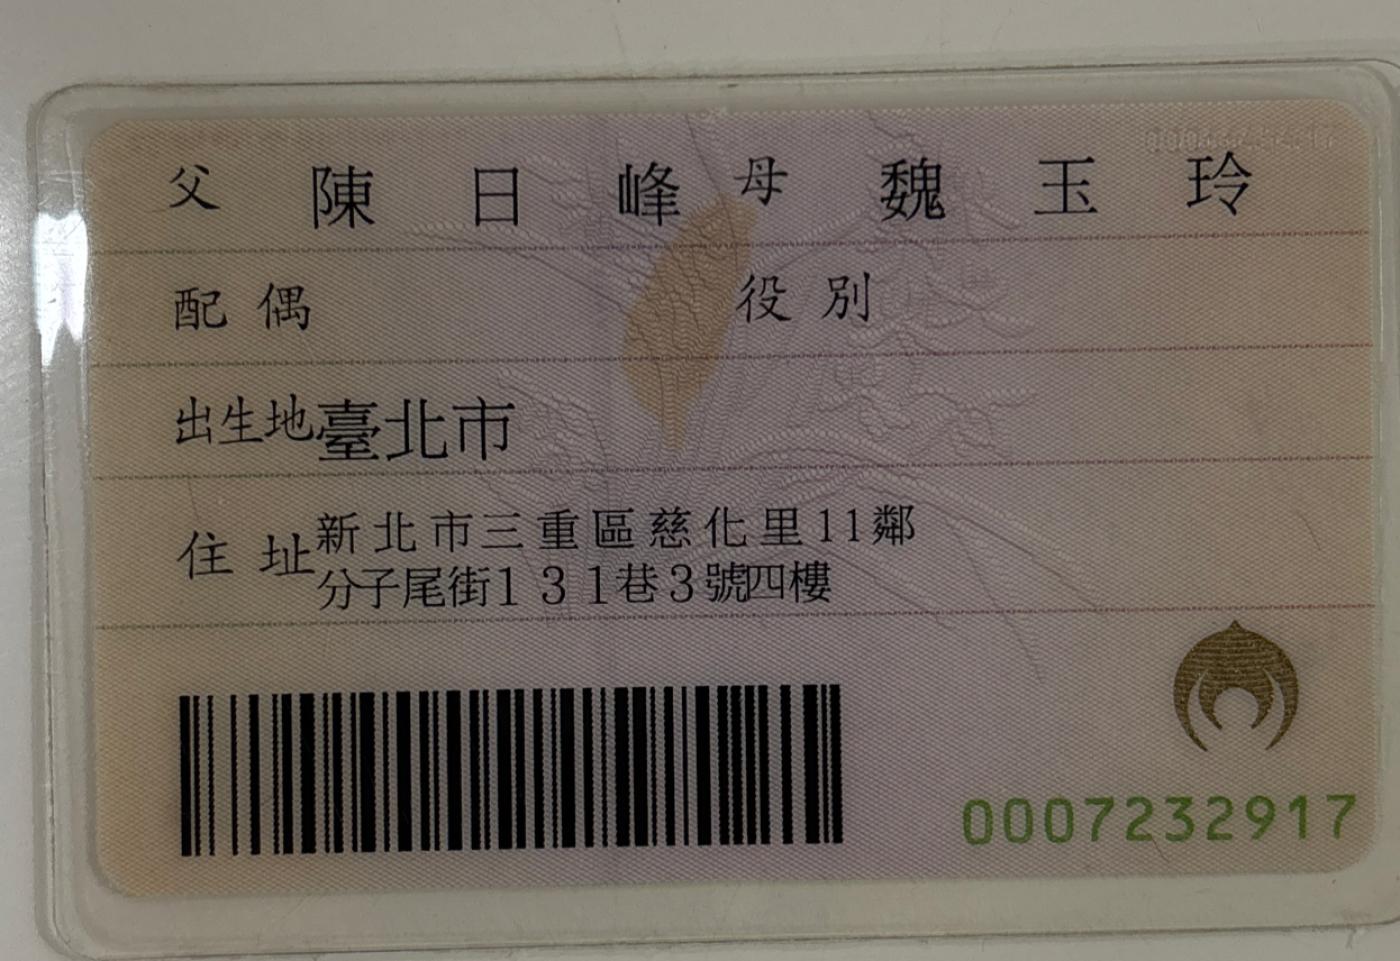 父 陳日峰 母 魏玉玲
配偶 役別
出生地 臺北市
住址 新北市三重區慈化里11鄰
分子尾街131巷3號四樓
0007232917